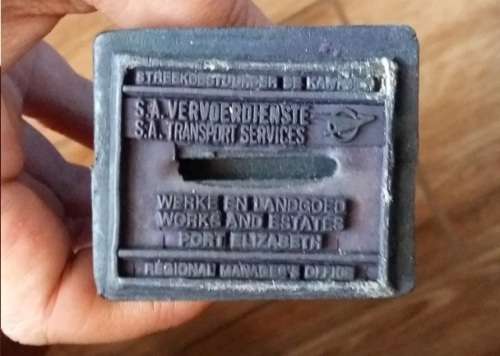 STREEKBESTUURDER SE KANTOOR
S.A. VERVOERDIENSTE
S.A. TRANSPORT SERVICES
WERKE EN LANDGOED
WORKS AND ESTATES
PORT ELIZABETH
REGIONAL MANAGER'S OFFICE